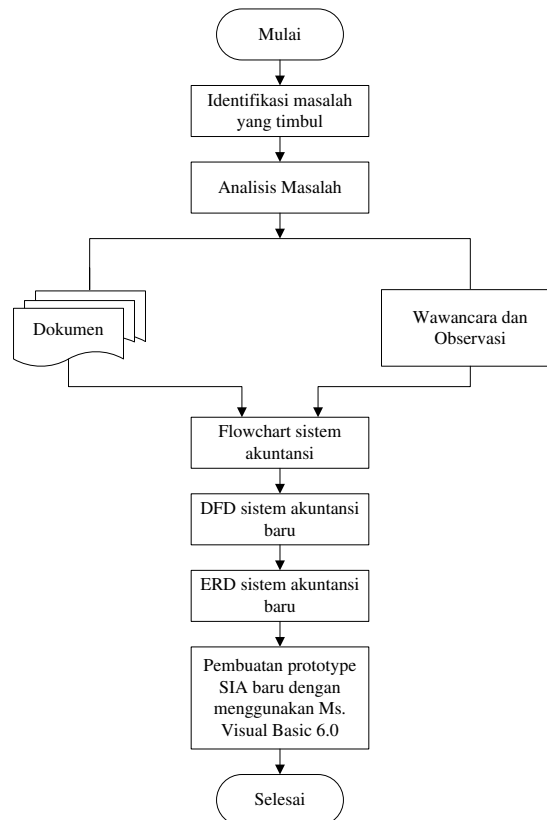 Mulai
Identifikasi masalah
yang timbul
Analisis Masalah
Dokumen
Wawancara dan
Observasi
Flowchart sistem
akuntansi
DFD sistem akuntansi
baru
ERD sistem akuntansi
baru
Pembuatan prototype
SIA baru dengan
menggunakan Ms.
Visual Basic 6.0
Selesai